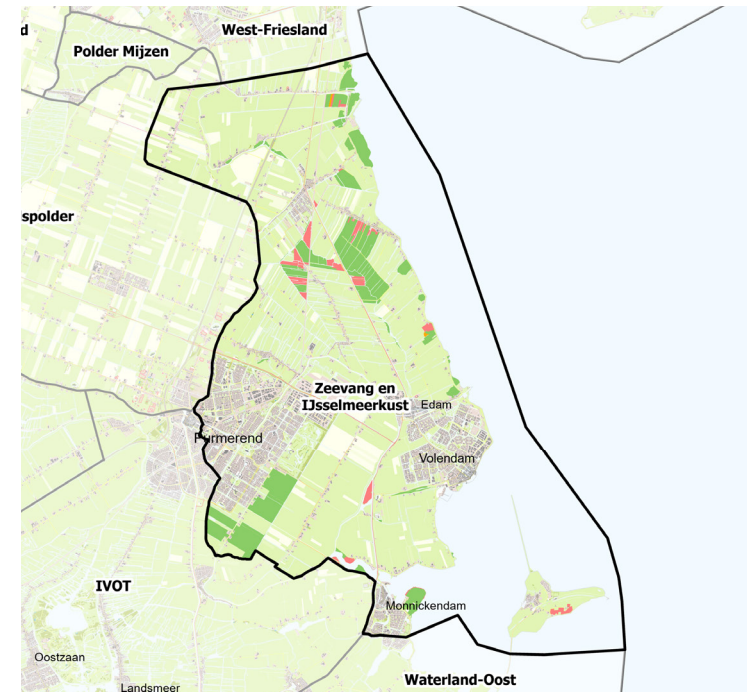 d
West-Friesland
Polder Mijzen
spolder
Zeevang en
IJsselmeerkust
Edam
Purmerend
Volendam
IVOT
Monnickendam
Oostzaan
Waterland-Oost
Landsmeer